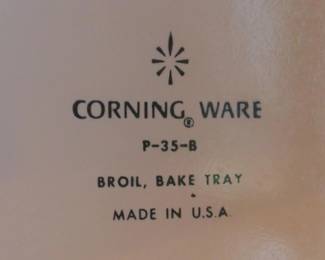 CORNING® WARE
P-35-B
BROIL, BAKE TRAY
MADE IN U.S.A.